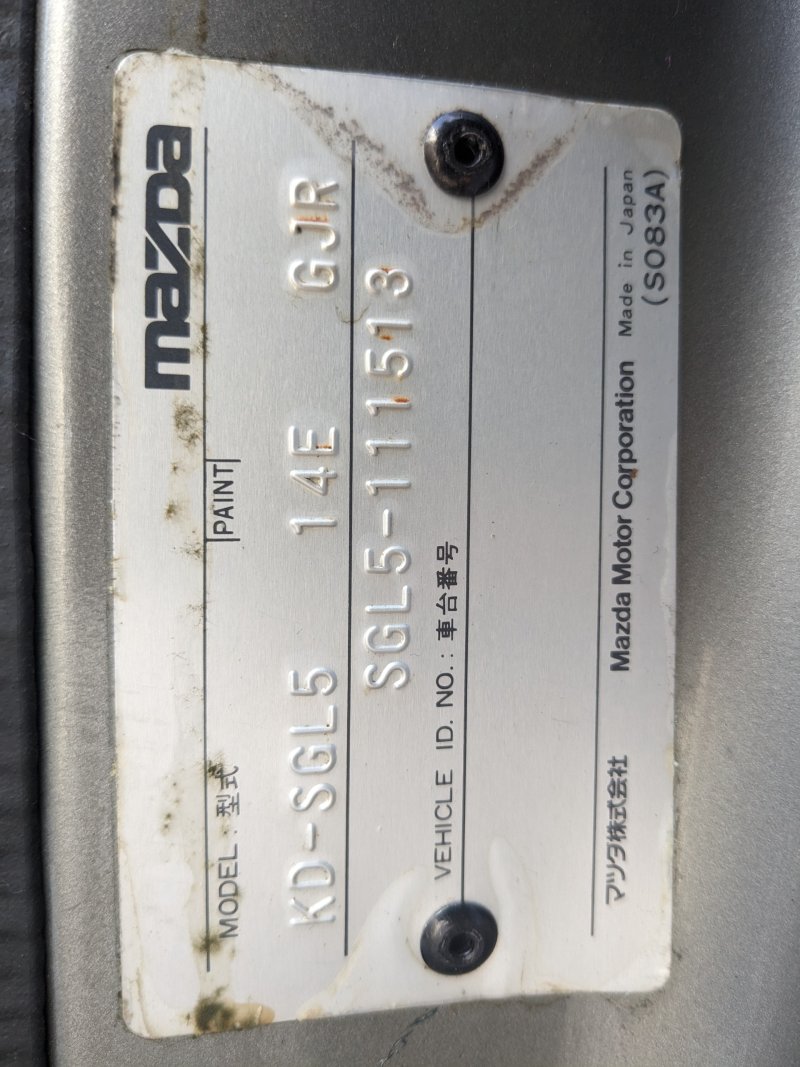 mazda
MODEL : 型式 PAINT
KD-SGL5 14E GJR
SGL5-111513
VEHICLE ID. NO.: 車台番号
マツダ株式会社 Mazda Motor Corporation Made in Japan
(S083A)